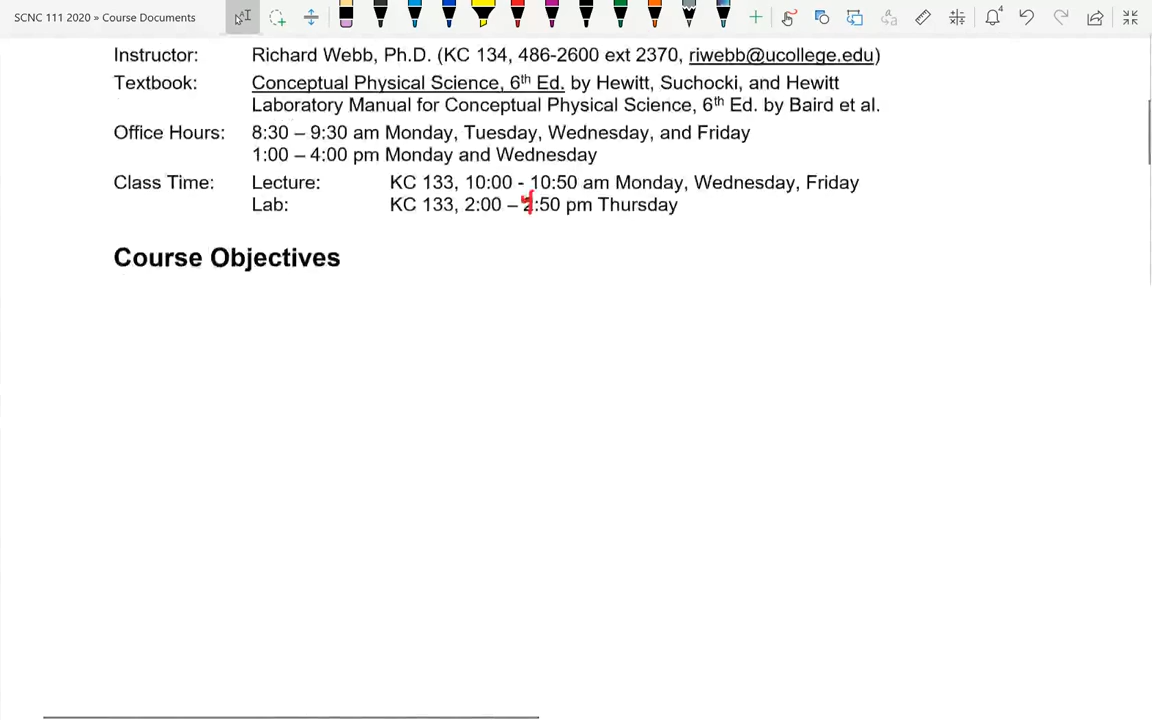 SCNC 111 2020 » Course Documents
4
Instructor: Richard Webb, Ph.D. (KC 134, 486-2600 ext 2370, riwebb@ucollege.edu)
Textbook: Conceptual Physical Science, 6th Ed. by Hewitt, Suchocki, and Hewitt
Laboratory Manual for Conceptual Physical Science, 6th Ed. by Baird et al.
Office Hours: 8:30 – 9:30 am Monday, Tuesday, Wednesday, and Friday
1:00 – 4:00 pm Monday and Wednesday
Class Time: Lecture: KC 133, 10:00 - 10:50 am Monday, Wednesday, Friday
Lab: KC 133, 2:00 – 4:50 pm Thursday
Course Objectives